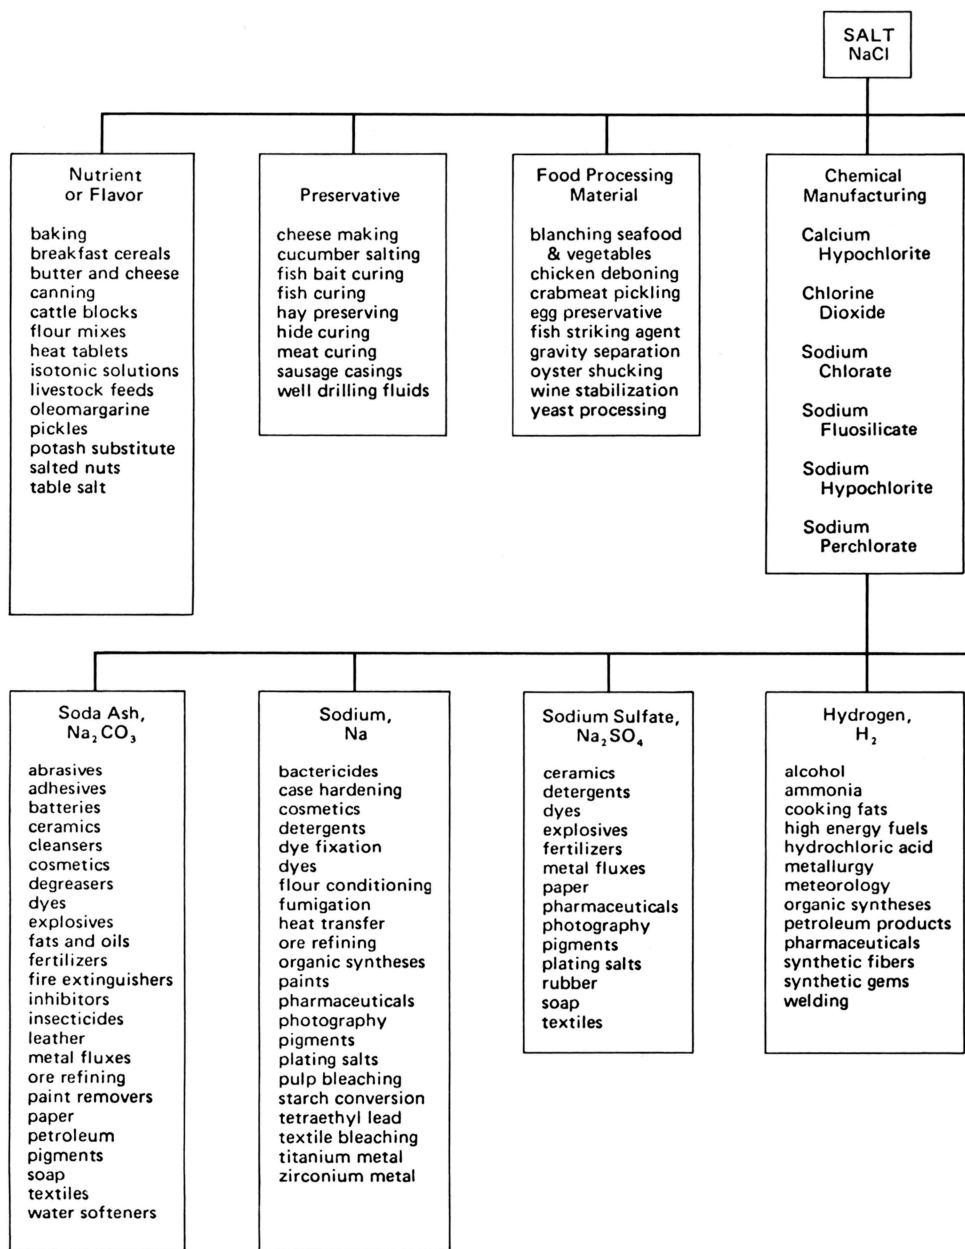 SALT
NaCl
Nutrient
or Flavor
baking
breakfast cereals
butter and cheese
canning
cattle blocks
flour mixes
heat tablets
isotonic solutions
livestock feeds
oleomargarine
pickles
potash substitute
salted nuts
table salt
Preservative
cheese making
cucumber salting
fish bait curing
fish curing
hay preserving
hide curing
meat curing
sausage casings
well drilling fluids
Food Processing
Material
blanching seafood
& vegetables
chicken deboning
crabmeat pickling
egg preservative
fish striking agent
gravity separation
oyster shucking
wine stabilization
yeast processing
Chemical
Manufacturing
Calcium
Hypochlorite
Chlorine
Dioxide
Sodium
Chlorate
Sodium
Fluosilicate
Sodium
Hypochlorite
Sodium
Perchlorate
Soda Ash,
Na₂CO₃
abrasives
adhesives
batteries
ceramics
cleansers
cosmetics
degreasers
dyes
explosives
fats and oils
fertilizers
fire extinguishers
inhibitors
insecticides
leather
metal fluxes
ore refining
paint removers
paper
petroleum
pigments
soap
textiles
water softeners
Sodium,
Na
bactericides
case hardening
cosmetics
detergents
dye fixation
dyes
flour conditioning
fumigation
heat transfer
ore refining
organic syntheses
paints
pharmaceuticals
photography
pigments
plating salts
pulp bleaching
starch conversion
tetraethyl lead
textile bleaching
titanium metal
zirconium metal
Sodium Sulfate,
Na₂SO₄
ceramics
detergents
dyes
explosives
fertilizers
metal fluxes
paper
pharmaceuticals
photography
pigments
plating salts
rubber
soap
textiles
Hydrogen,
H₂
alcohol
ammonia
cooking fats
high energy fuels
hydrochloric acid
metallurgy
meteorology
organic syntheses
petroleum products
pharmaceuticals
synthetic fibers
synthetic gems
welding